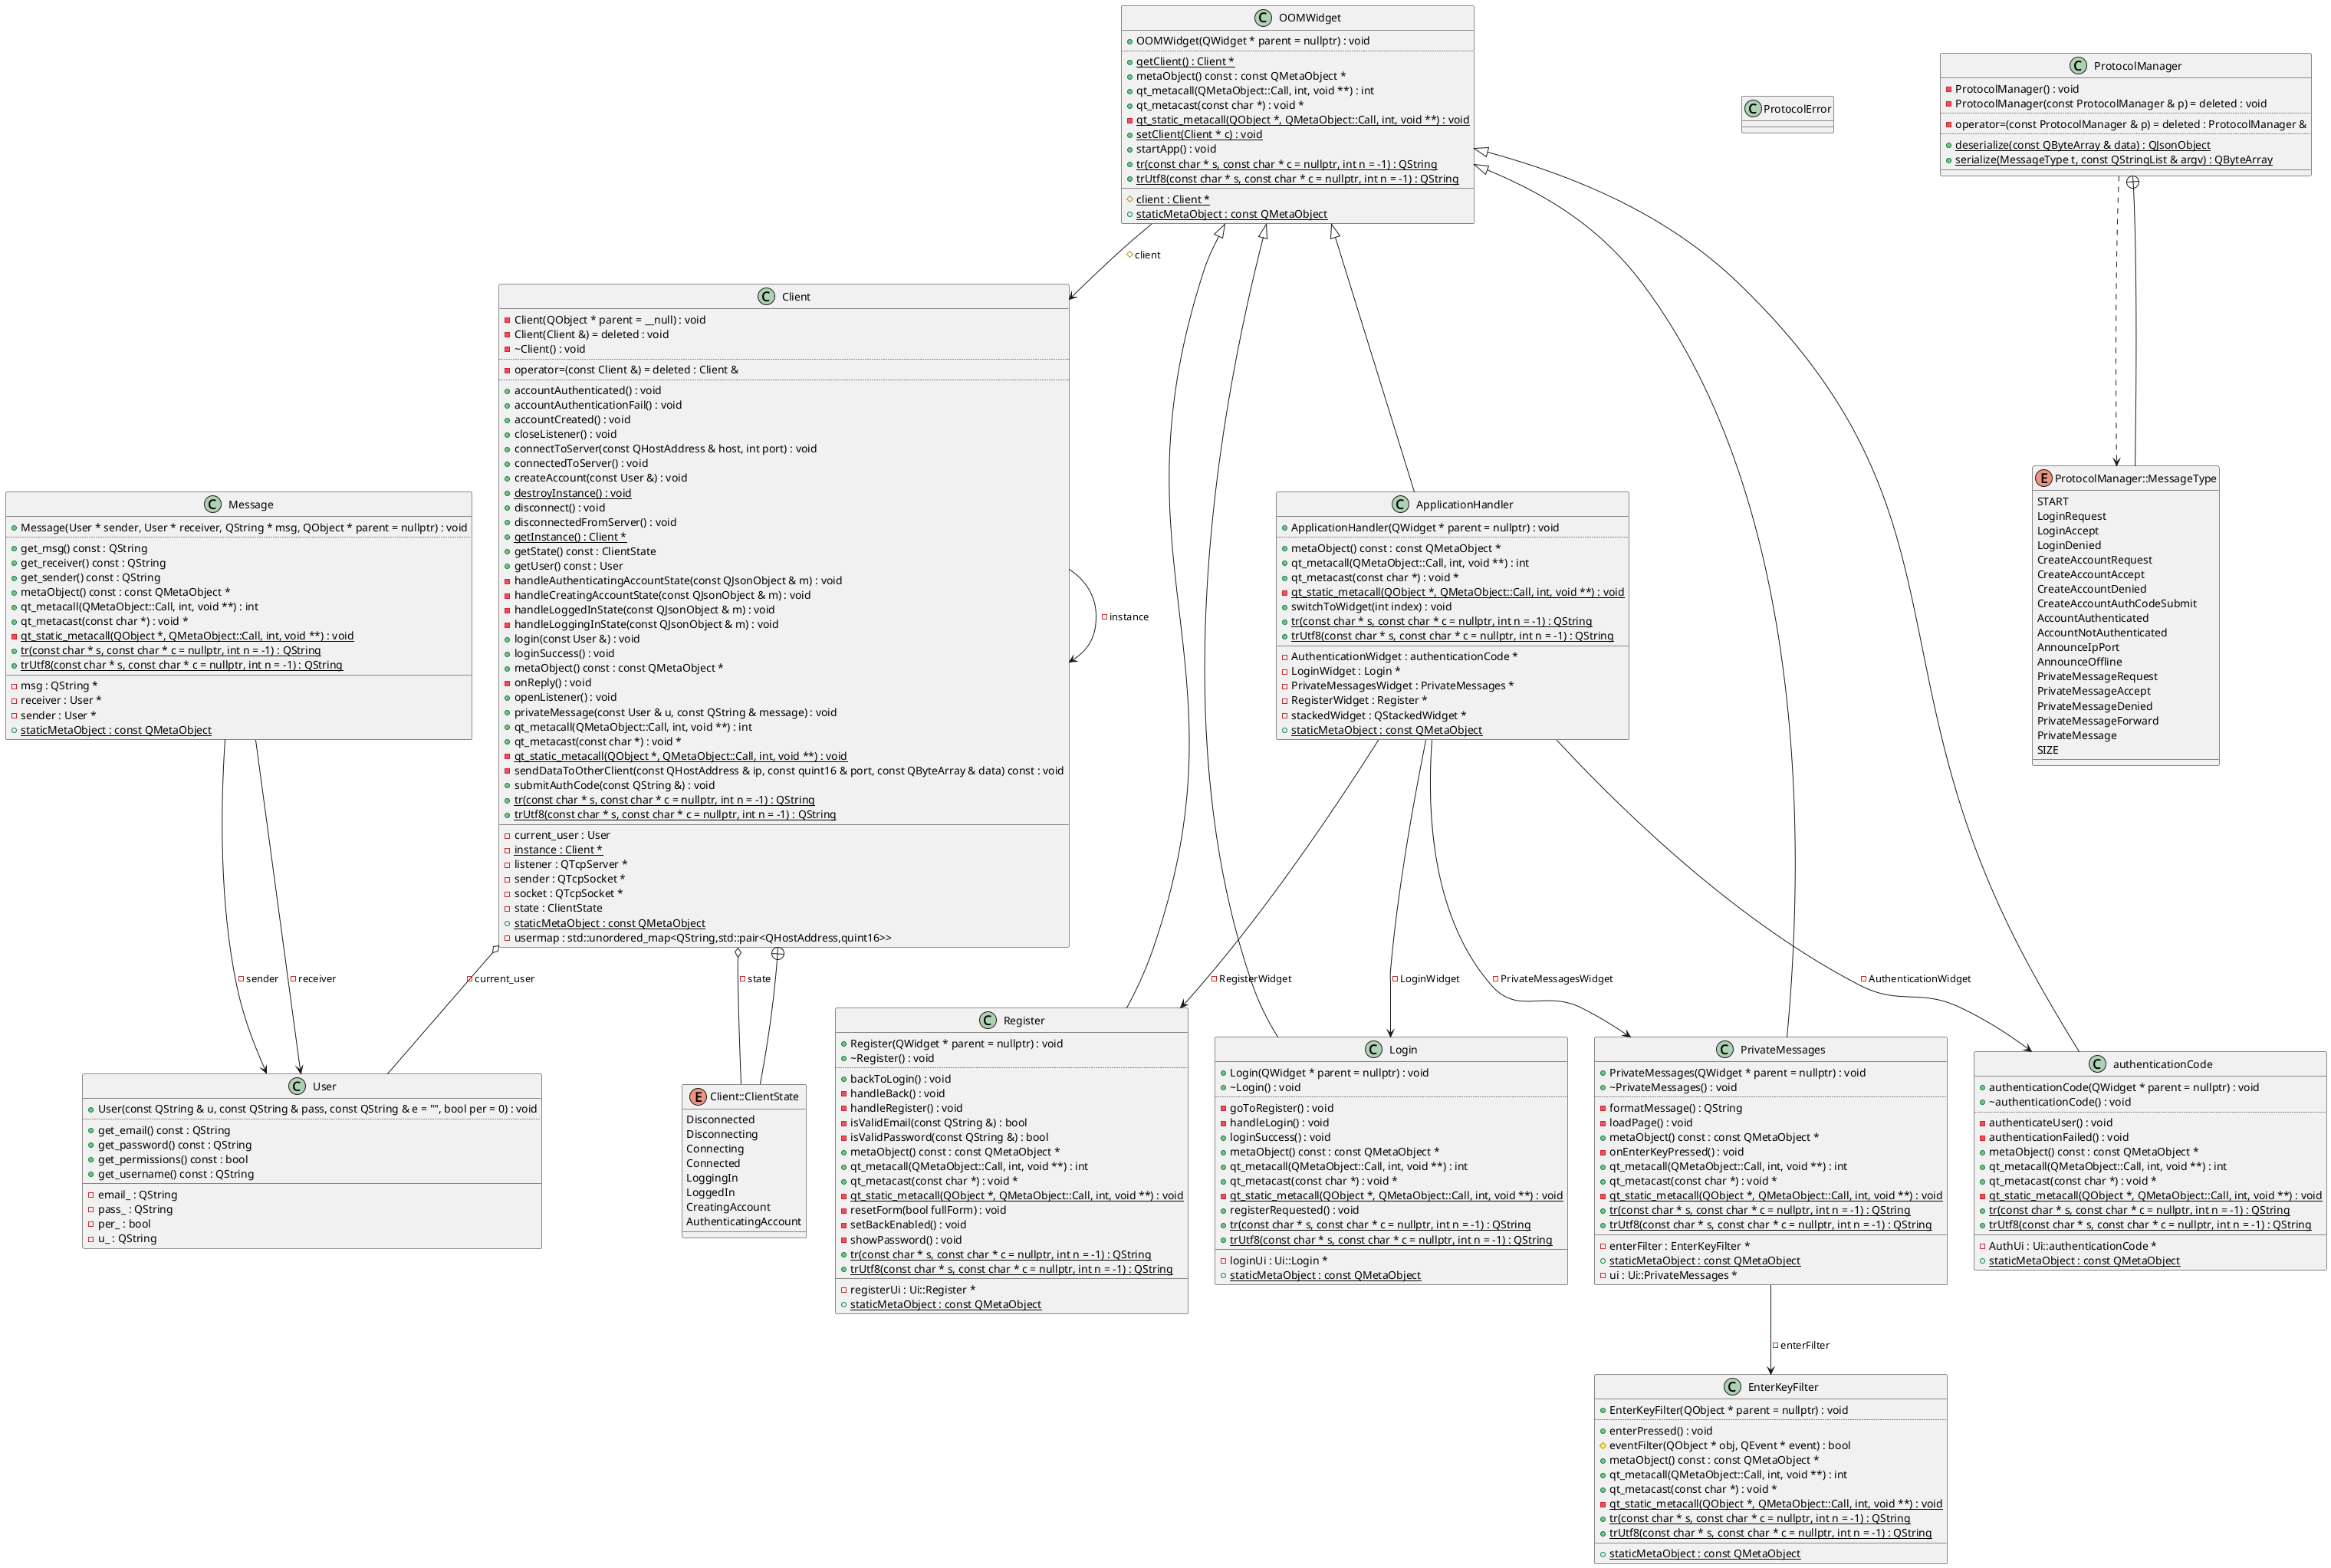 OOMWidget
OOMWidget(QWidget * parent = nullptr) : void
getClient() : Client *
metaObject() const : const QMetaObject *
qt_metacall(QMetaObject::Call, int, void **) : int
qt_metacast(const char *) : void *
qt_static_metacall(QObject *, QMetaObject::Call, int, void **) : void
setClient(Client * c) : void
startApp() : void
tr(const char * s, const char * c = nullptr, int n = -1) : QString
trUtf8(const char * s, const char * c = nullptr, int n = -1) : QString
client : Client *
staticMetaObject : const QMetaObject
ProtocolError
ProtocolManager
ProtocolManager() : void
ProtocolManager(const ProtocolManager & p) = deleted : void
operator=(const ProtocolManager & p) = deleted : ProtocolManager &
deserialize(const QByteArray & data) : QJsonObject
serialize(MessageType t, const QStringList & argv) : QByteArray
client
Client
Client(QObject * parent = __null) : void
Client(Client &) = deleted : void
~Client() : void
operator=(const Client &) = deleted : Client &
accountAuthenticated() : void
accountAuthenticationFail() : void
accountCreated() : void
closeListener() : void
connectToServer(const QHostAddress & host, int port) : void
connectedToServer() : void
createAccount(const User &) : void
destroyInstance() : void
disconnect() : void
disconnectedFromServer() : void
getInstance() : Client *
getState() const : ClientState
getUser() const : User
handleAuthenticatingAccountState(const QJsonObject & m) : void
handleCreatingAccountState(const QJsonObject & m) : void
handleLoggedInState(const QJsonObject & m) : void
handleLoggingInState(const QJsonObject & m) : void
login(const User &) : void
loginSuccess() : void
metaObject() const : const QMetaObject *
onReply() : void
openListener() : void
privateMessage(const User & u, const QString & message) : void
qt_metacall(QMetaObject::Call, int, void **) : int
qt_metacast(const char *) : void *
qt_static_metacall(QObject *, QMetaObject::Call, int, void **) : void
sendDataToOtherClient(const QHostAddress & ip, const quint16 & port, const QByteArray & data) const : void
submitAuthCode(const QString &) : void
tr(const char * s, const char * c = nullptr, int n = -1) : QString
trUtf8(const char * s, const char * c = nullptr, int n = -1) : QString
current_user : User
instance : Client *
listener : QTcpServer *
sender : QTcpSocket *
socket : QTcpSocket *
state : ClientState
staticMetaObject : const QMetaObject
usermap : std::unordered_map<QString,std::pair<QHostAddress,quint16>>
instance
Message
Message(User * sender, User * receiver, QString * msg, QObject * parent = nullptr) : void
get_msg() const : QString
get_receiver() const : QString
get_sender() const : QString
metaObject() const : const QMetaObject *
qt_metacall(QMetaObject::Call, int, void **) : int
qt_metacast(const char *) : void *
qt_static_metacall(QObject *, QMetaObject::Call, int, void **) : void
tr(const char * s, const char * c = nullptr, int n = -1) : QString
trUtf8(const char * s, const char * c = nullptr, int n = -1) : QString
msg : QString *
receiver : User *
sender : User *
staticMetaObject : const QMetaObject
ApplicationHandler
ApplicationHandler(QWidget * parent = nullptr) : void
metaObject() const : const QMetaObject *
qt_metacall(QMetaObject::Call, int, void **) : int
qt_metacast(const char *) : void *
qt_static_metacall(QObject *, QMetaObject::Call, int, void **) : void
switchToWidget(int index) : void
tr(const char * s, const char * c = nullptr, int n = -1) : QString
trUtf8(const char * s, const char * c = nullptr, int n = -1) : QString
AuthenticationWidget : authenticationCode *
LoginWidget : Login *
PrivateMessagesWidget : PrivateMessages *
RegisterWidget : Register *
stackedWidget : QStackedWidget *
staticMetaObject : const QMetaObject
ProtocolManager::MessageType
START
LoginRequest
LoginAccept
LoginDenied
CreateAccountRequest
CreateAccountAccept
CreateAccountDenied
CreateAccountAuthCodeSubmit
AccountAuthenticated
AccountNotAuthenticated
AnnounceIpPort
AnnounceOffline
PrivateMessageRequest
PrivateMessageAccept
PrivateMessageDenied
PrivateMessageForward
PrivateMessage
SIZE
sender
receiver
current_user
state
RegisterWidget
LoginWidget
PrivateMessagesWidget
AuthenticationWidget
User
User(const QString & u, const QString & pass, const QString & e = "", bool per = 0) : void
get_email() const : QString
get_password() const : QString
get_permissions() const : bool
get_username() const : QString
email_ : QString
pass_ : QString
per_ : bool
u_ : QString
Client::ClientState
Disconnected
Disconnecting
Connecting
Connected
LoggingIn
LoggedIn
CreatingAccount
AuthenticatingAccount
Register
Register(QWidget * parent = nullptr) : void
~Register() : void
backToLogin() : void
handleBack() : void
handleRegister() : void
isValidEmail(const QString &) : bool
isValidPassword(const QString &) : bool
metaObject() const : const QMetaObject *
qt_metacall(QMetaObject::Call, int, void **) : int
qt_metacast(const char *) : void *
qt_static_metacall(QObject *, QMetaObject::Call, int, void **) : void
resetForm(bool fullForm) : void
setBackEnabled() : void
showPassword() : void
tr(const char * s, const char * c = nullptr, int n = -1) : QString
trUtf8(const char * s, const char * c = nullptr, int n = -1) : QString
registerUi : Ui::Register *
staticMetaObject : const QMetaObject
Login
Login(QWidget * parent = nullptr) : void
~Login() : void
goToRegister() : void
handleLogin() : void
loginSuccess() : void
metaObject() const : const QMetaObject *
qt_metacall(QMetaObject::Call, int, void **) : int
qt_metacast(const char *) : void *
qt_static_metacall(QObject *, QMetaObject::Call, int, void **) : void
registerRequested() : void
tr(const char * s, const char * c = nullptr, int n = -1) : QString
trUtf8(const char * s, const char * c = nullptr, int n = -1) : QString
loginUi : Ui::Login *
staticMetaObject : const QMetaObject
PrivateMessages
PrivateMessages(QWidget * parent = nullptr) : void
~PrivateMessages() : void
formatMessage() : QString
loadPage() : void
metaObject() const : const QMetaObject *
onEnterKeyPressed() : void
qt_metacall(QMetaObject::Call, int, void **) : int
qt_metacast(const char *) : void *
qt_static_metacall(QObject *, QMetaObject::Call, int, void **) : void
tr(const char * s, const char * c = nullptr, int n = -1) : QString
trUtf8(const char * s, const char * c = nullptr, int n = -1) : QString
enterFilter : EnterKeyFilter *
staticMetaObject : const QMetaObject
ui : Ui::PrivateMessages *
authenticationCode
authenticationCode(QWidget * parent = nullptr) : void
~authenticationCode() : void
authenticateUser() : void
authenticationFailed() : void
metaObject() const : const QMetaObject *
qt_metacall(QMetaObject::Call, int, void **) : int
qt_metacast(const char *) : void *
qt_static_metacall(QObject *, QMetaObject::Call, int, void **) : void
tr(const char * s, const char * c = nullptr, int n = -1) : QString
trUtf8(const char * s, const char * c = nullptr, int n = -1) : QString
AuthUi : Ui::authenticationCode *
staticMetaObject : const QMetaObject
enterFilter
EnterKeyFilter
EnterKeyFilter(QObject * parent = nullptr) : void
enterPressed() : void
eventFilter(QObject * obj, QEvent * event) : bool
metaObject() const : const QMetaObject *
qt_metacall(QMetaObject::Call, int, void **) : int
qt_metacast(const char *) : void *
qt_static_metacall(QObject *, QMetaObject::Call, int, void **) : void
tr(const char * s, const char * c = nullptr, int n = -1) : QString
trUtf8(const char * s, const char * c = nullptr, int n = -1) : QString
staticMetaObject : const QMetaObject